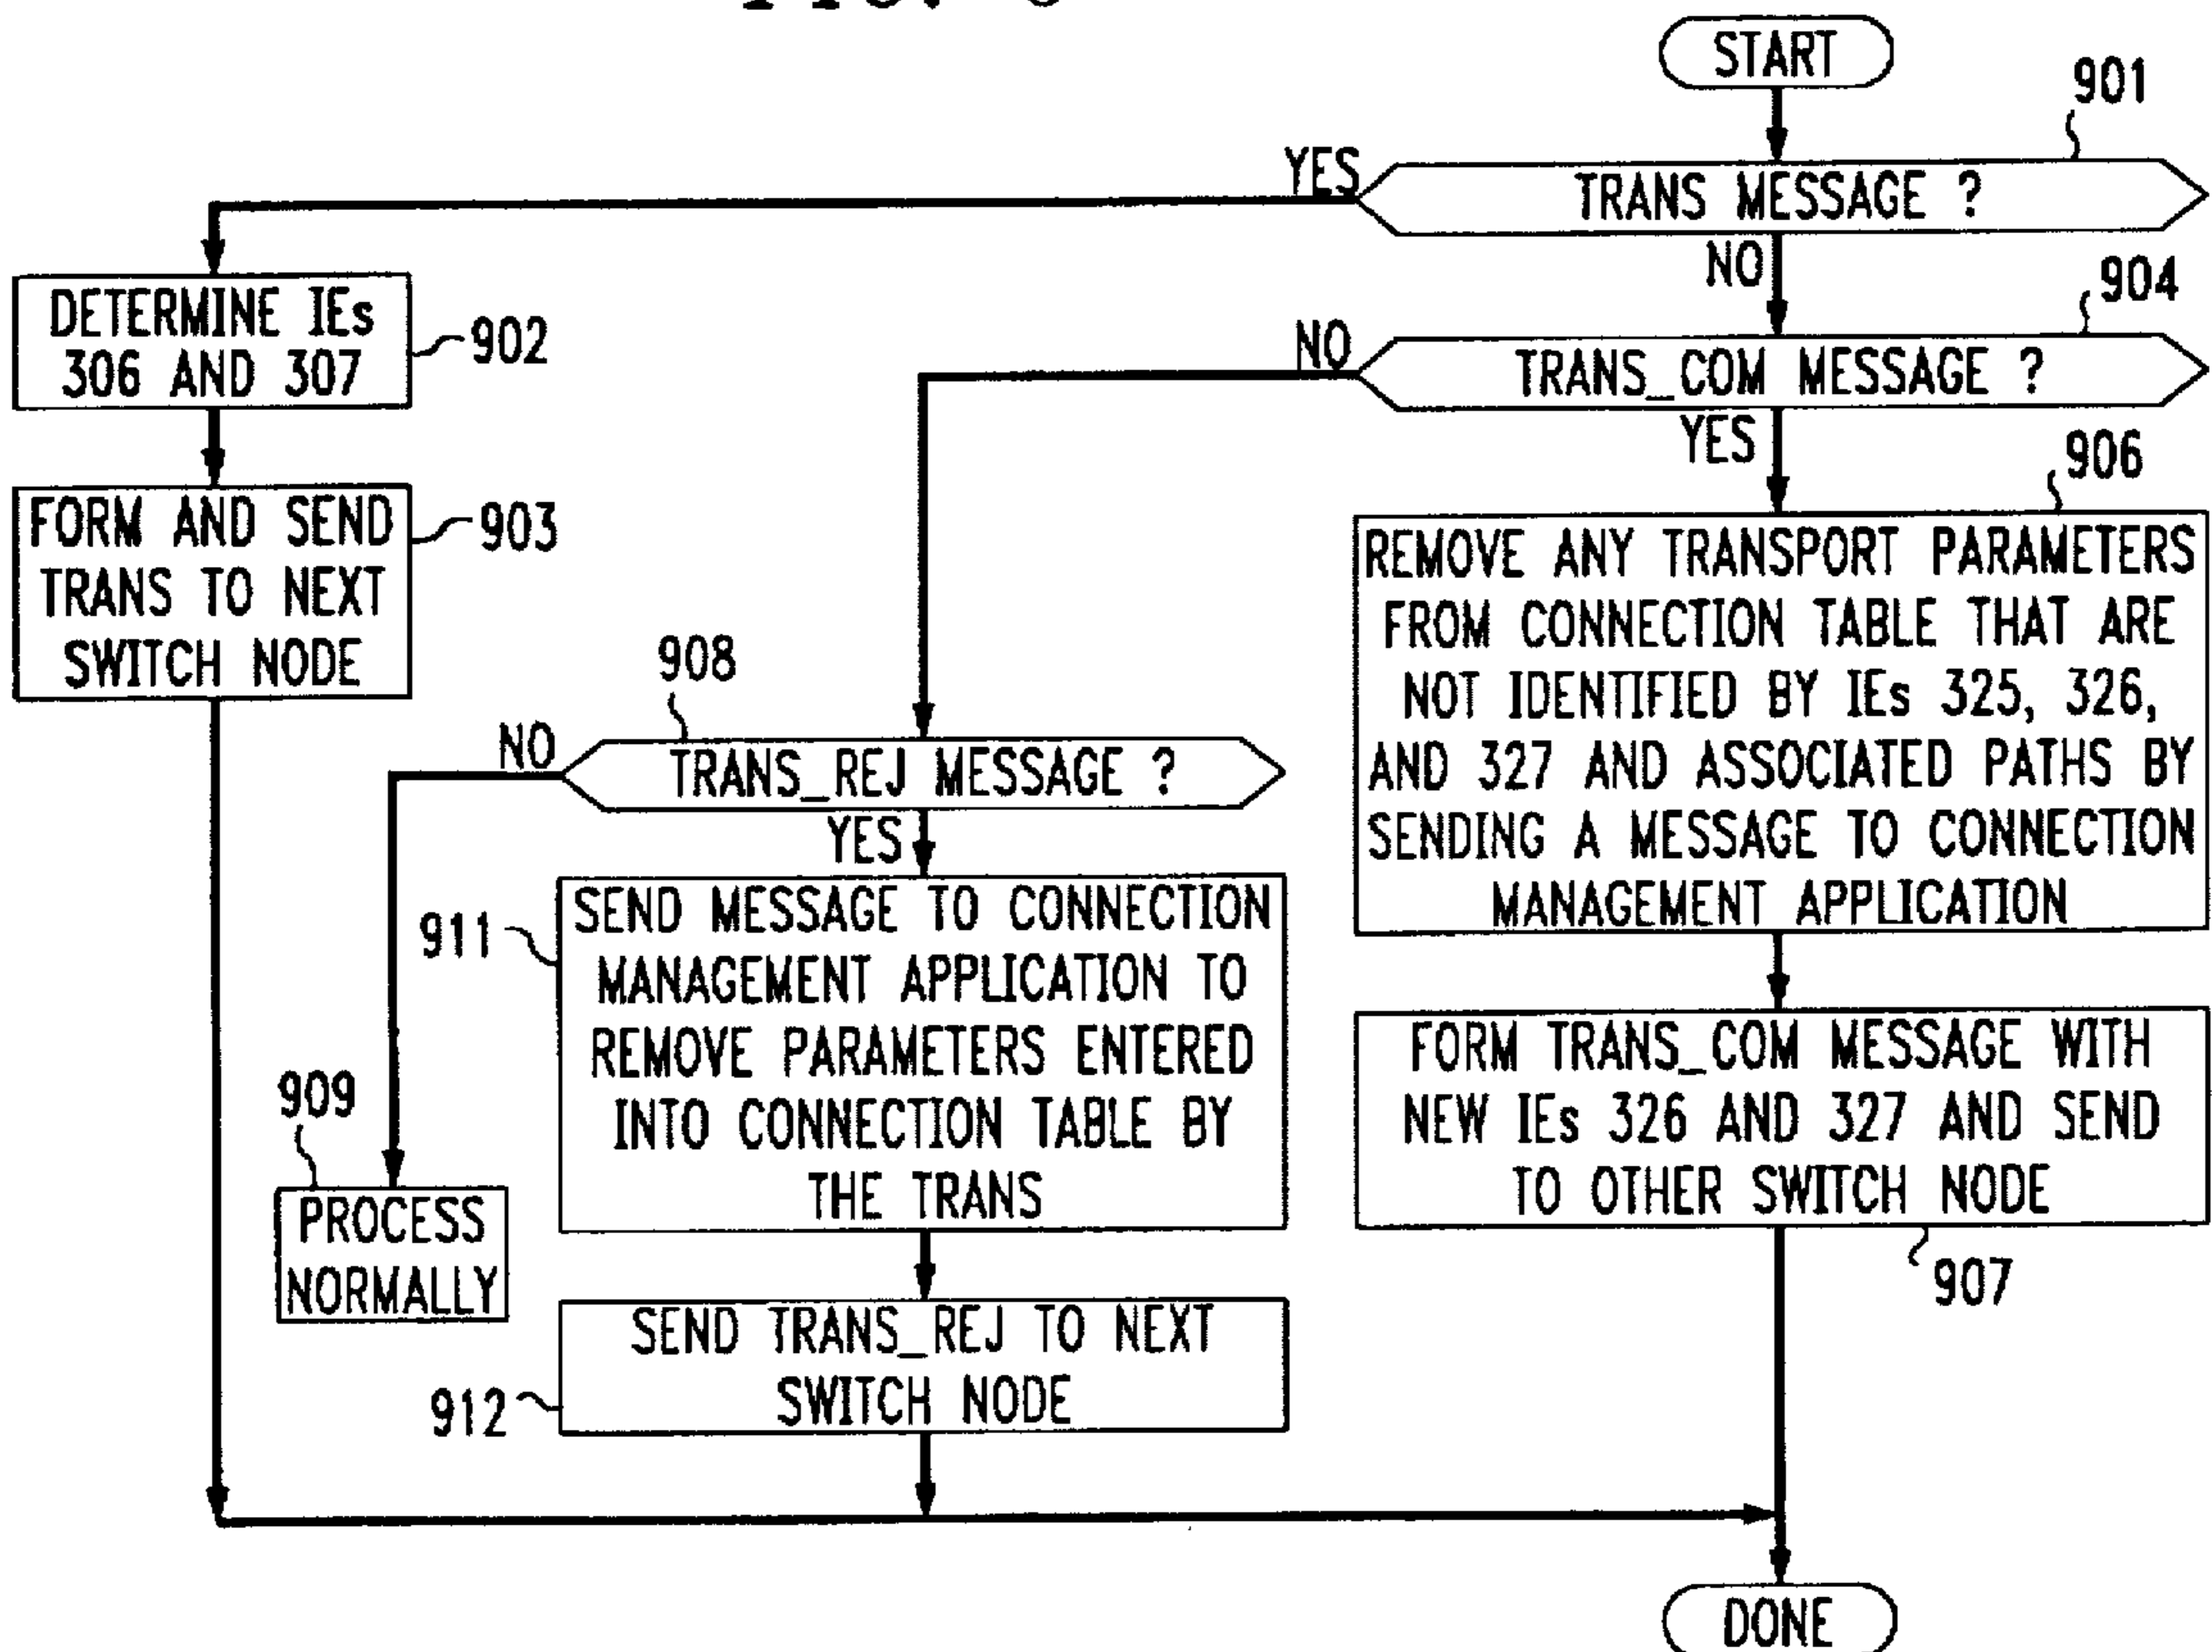 START
901
YES
TRANS MESSAGE ?
NO
904
DETERMINE IEs
306 AND 307
902
NO
TRANS_COM MESSAGE ?
YES
906
FORM AND SEND
TRANS TO NEXT
SWITCH NODE
903
REMOVE ANY TRANSPORT PARAMETERS
FROM CONNECTION TABLE THAT ARE
NOT IDENTIFIED BY IEs 325, 326,
AND 327 AND ASSOCIATED PATHS BY
SENDING A MESSAGE TO CONNECTION
MANAGEMENT APPLICATION
908
NO
TRANS_REJ MESSAGE ?
YES
911
SEND MESSAGE TO CONNECTION
MANAGEMENT APPLICATION TO
REMOVE PARAMETERS ENTERED
INTO CONNECTION TABLE BY
THE TRANS
FORM TRANS_COM MESSAGE WITH
NEW IEs 326 AND 327 AND SEND
TO OTHER SWITCH NODE
907
909
PROCESS
NORMALLY
SEND TRANS_REJ TO NEXT
SWITCH NODE
912
DONE